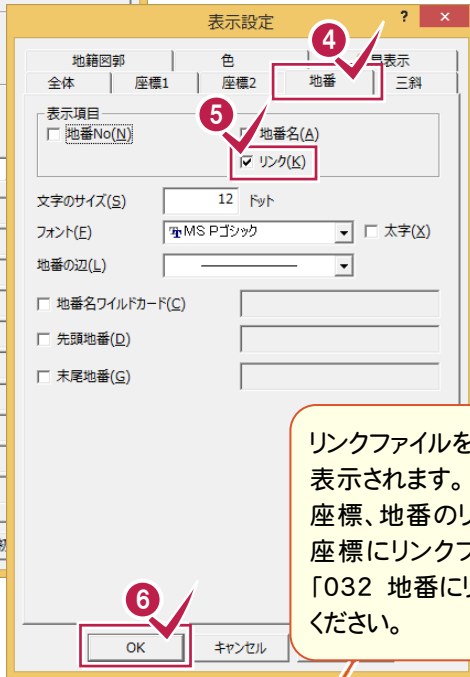 表示設定
? ×
4
地籍図郭 色 表示
全体 座標1 座標2 地番 三斜
5
表示項目
地番No(N) 地番名(A)
リンク(K)
文字のサイズ(S) 12 ドット
フォント(F) MS Pゴシック 太字(X)
地番の辺(L)
地番名ワイルドカード(C)
先頭地番(D)
末尾地番(G)
リンクファイルを
表示されます。
座標、地番のリ
座標にリンクフ
「032 地番にリ
ください。
6
OK キャンセル